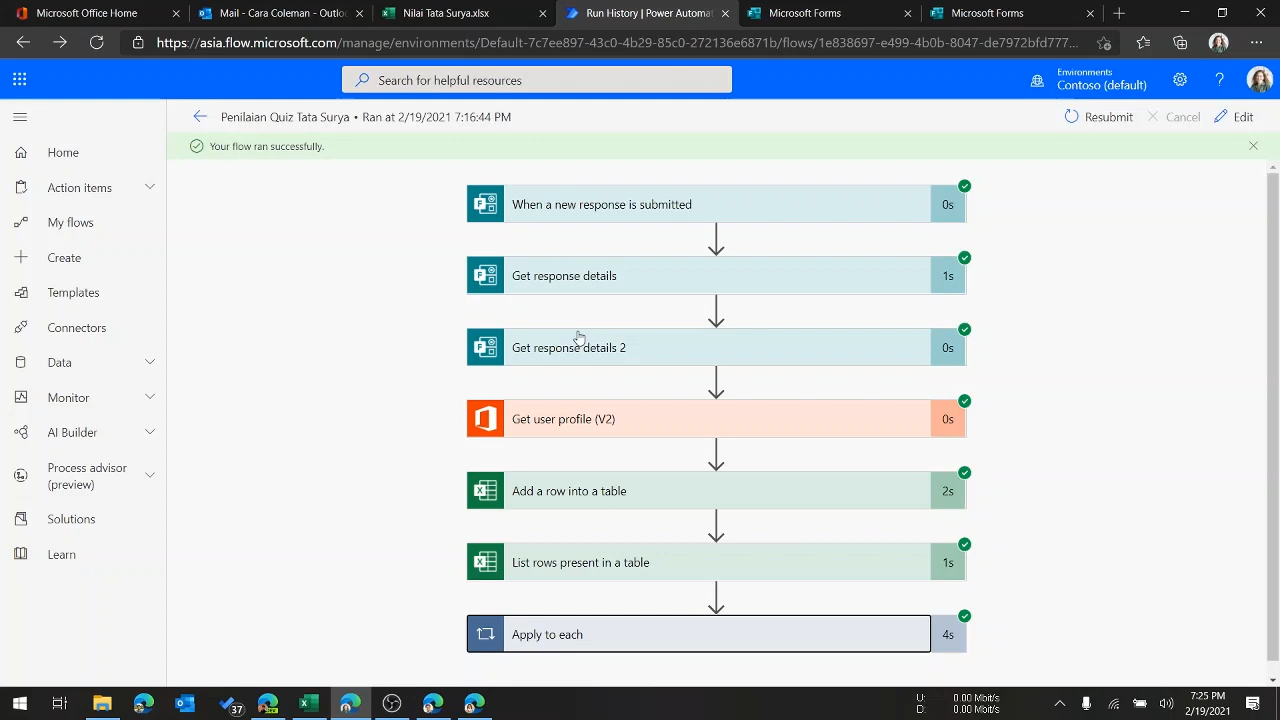 Microsoft Office Home
Mail - Cara Coleman - Outlo
Nilai Tata Surya.xlsx
Run History | Power Automat
Microsoft Forms
Microsoft Forms
https://asia.flow.microsoft.com/manage/environments/Default-7c7ee897-43c0-4b29-85c0-272136e6871b/flows/1e838697-e499-4b0b-8047-de7972bfd777...
Search for helpful resources
Environments
Contoso (default)
Penilaian Quiz Tata Surya • Ran at 2/19/2021 7:16:44 PM
Resubmit
Cancel
Edit
Your flow ran successfully.
Home
Action items
My flows
Create
Templates
Connectors
Data
Monitor
AI Builder
Process advisor
(preview)
Solutions
Learn
When a new response is submitted
0s
Get response details
1s
Get response details 2
0s
Get user profile (V2)
0s
Add a row into a table
2s
List rows present in a table
1s
Apply to each
4s
37
U: 0.00 Mbit/s
D: 0.00 Mbit/s
7:25 PM
2/19/2021